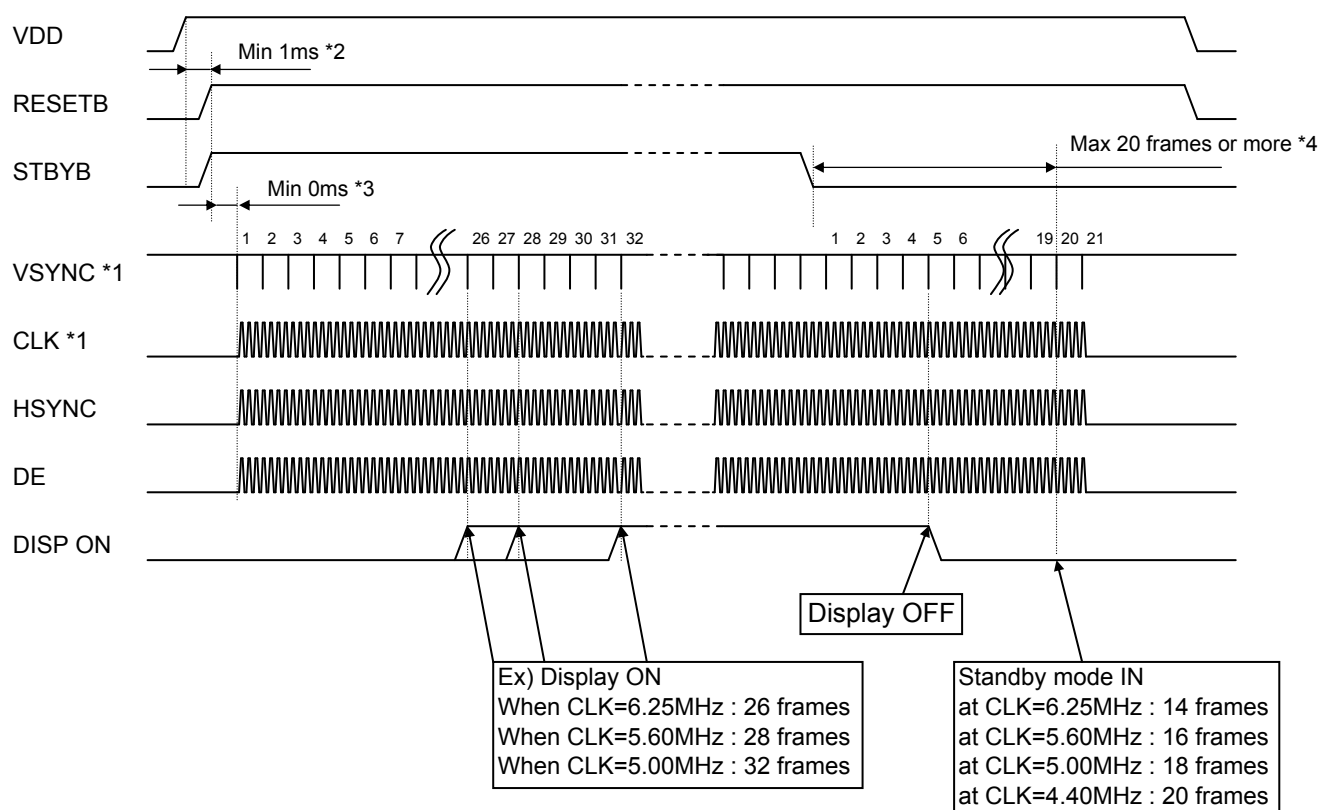 VDD
Min 1ms *2
RESETB
Max 20 frames or more *4
STBYB
Min 0ms *3
1 2 3 4 5 6 7 26 27 28 29 30 31 32 1 2 3 4 5 6 19 20 21
VSYNC *1
CLK *1
HSYNC
DE
DISP ON
Display OFF
Ex) Display ON
When CLK=6.25MHz : 26 frames
When CLK=5.60MHz : 28 frames
When CLK=5.00MHz : 32 frames
Standby mode IN
at CLK=6.25MHz : 14 frames
at CLK=5.60MHz : 16 frames
at CLK=5.00MHz : 18 frames
at CLK=4.40MHz : 20 frames